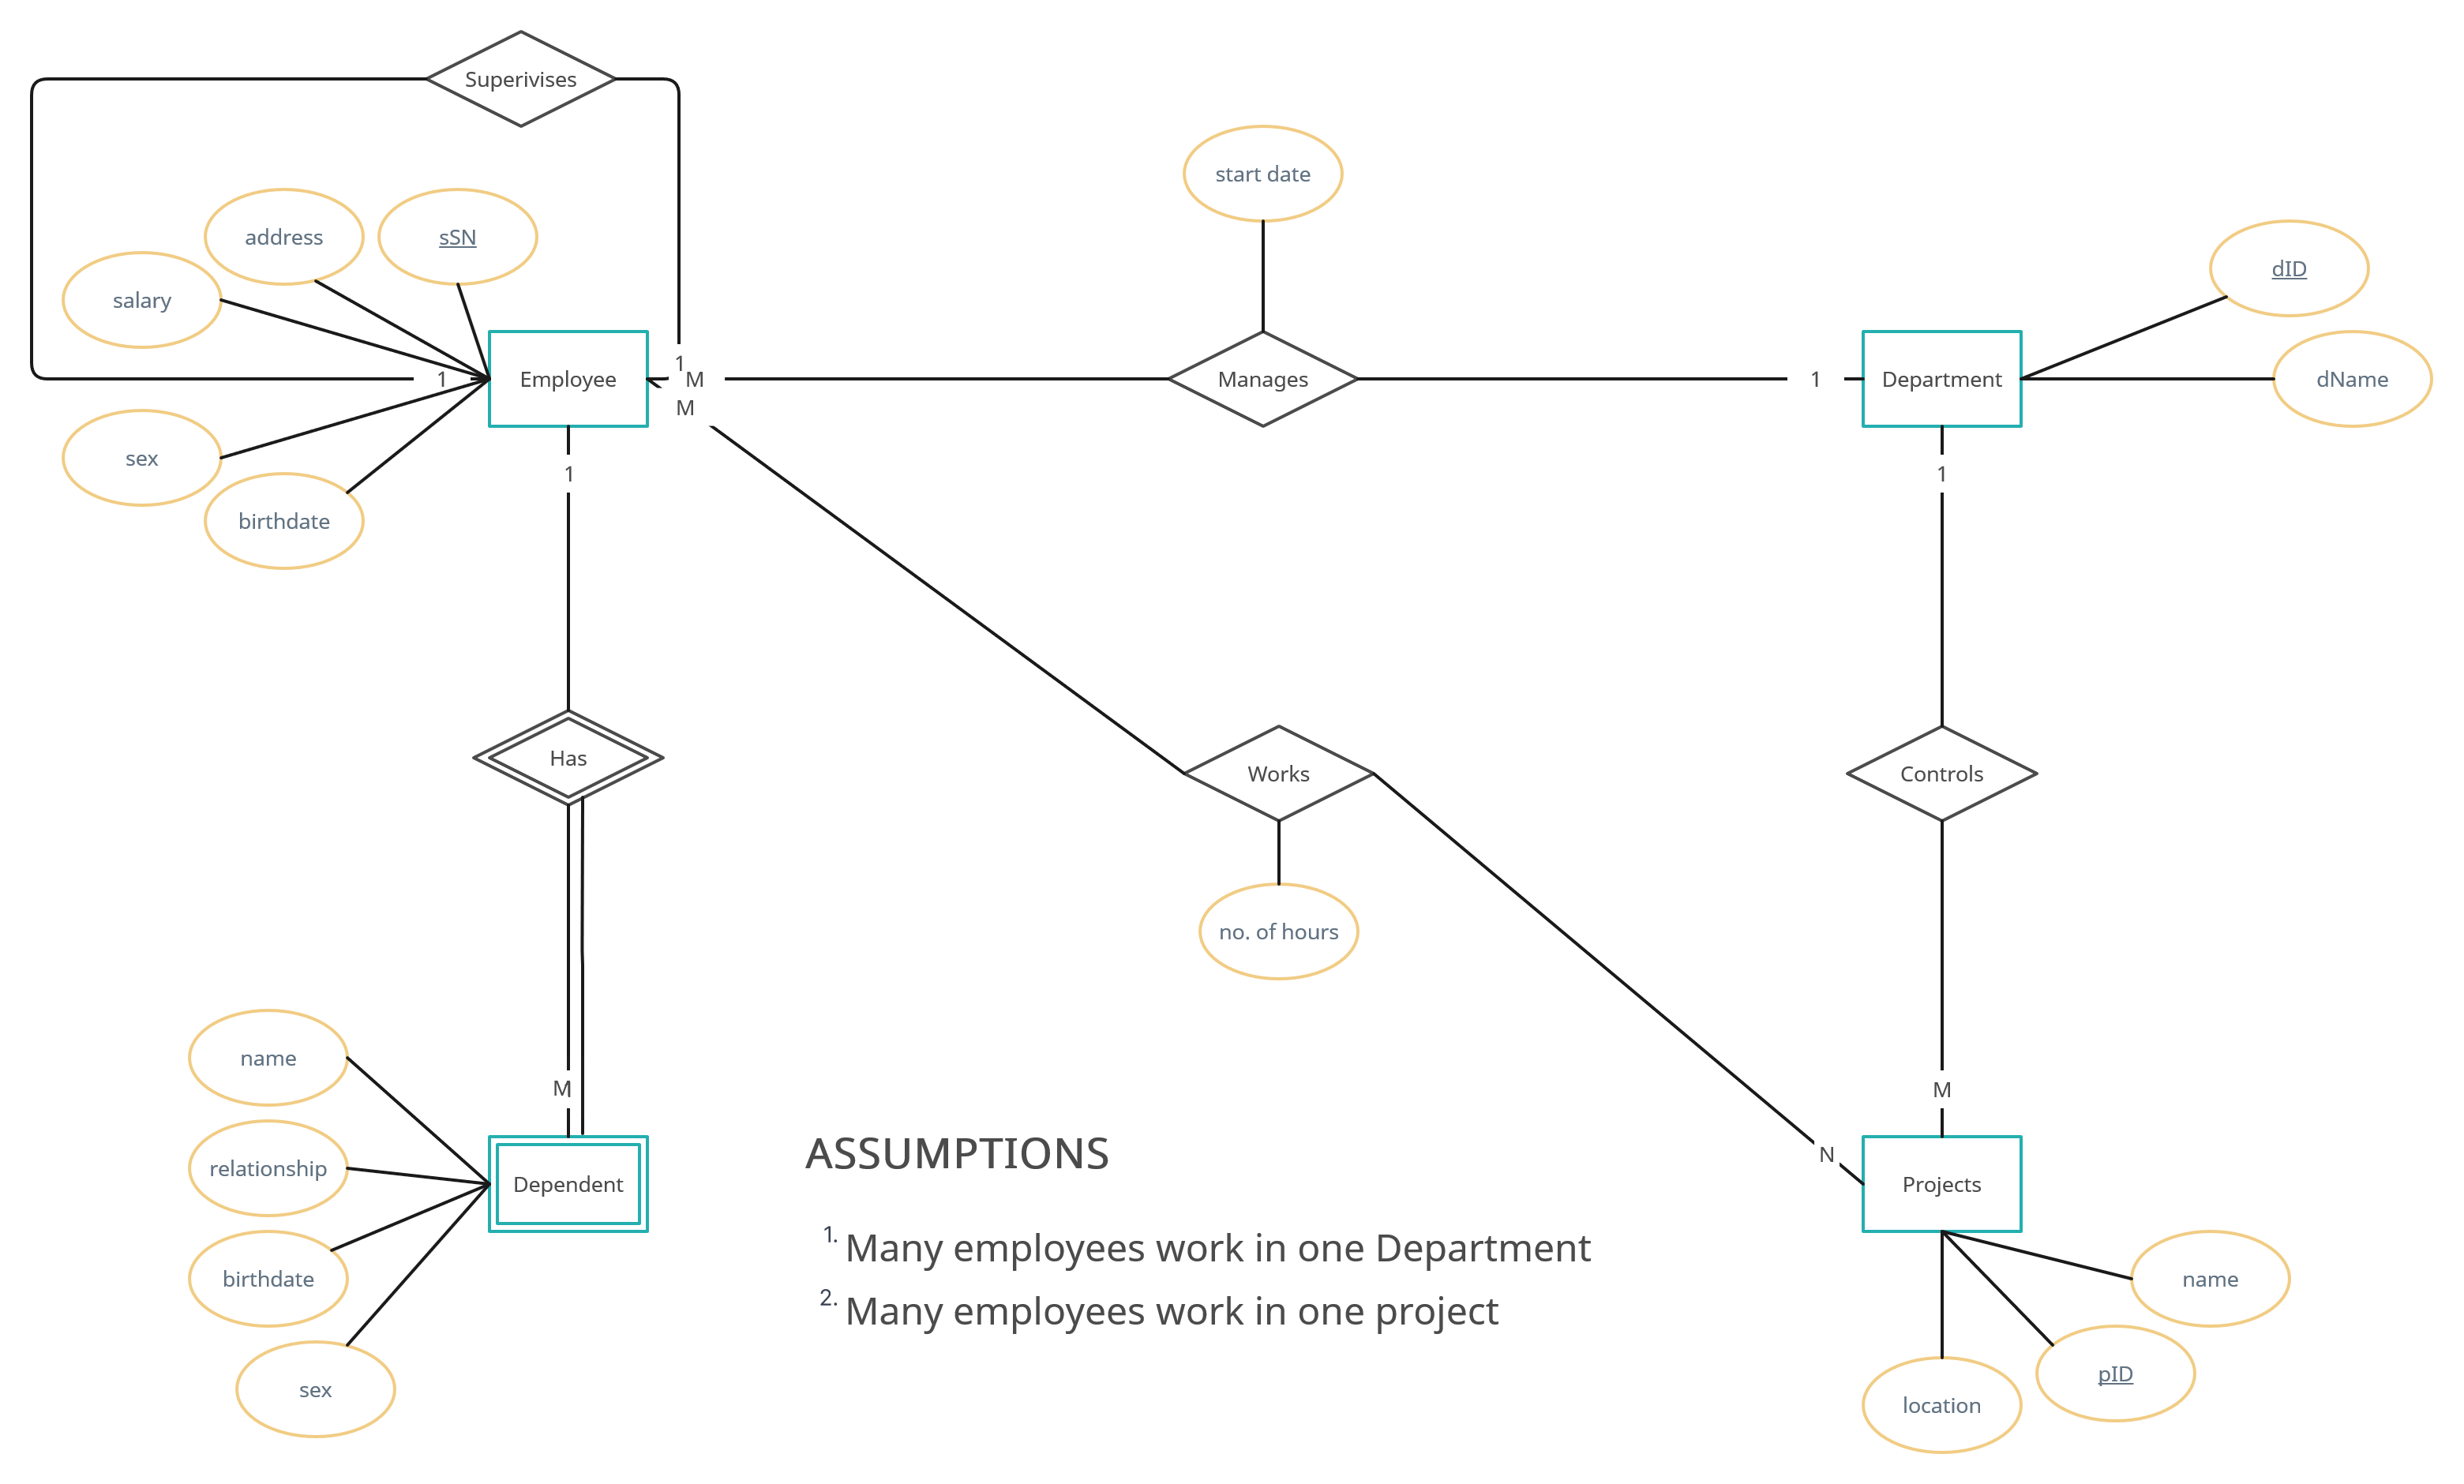 Superivises
start date
address
sSN
dID
salary
1
Employee
1
M
Manages
1
Department
dName
M
sex
1
1
birthdate
Has
Works
Controls
no. of hours
name
M
M
ASSUMPTIONS
N
relationship
Dependent
Projects
1. Many employees work in one Department
birthdate
name
2. Many employees work in one project
sex
pID
location